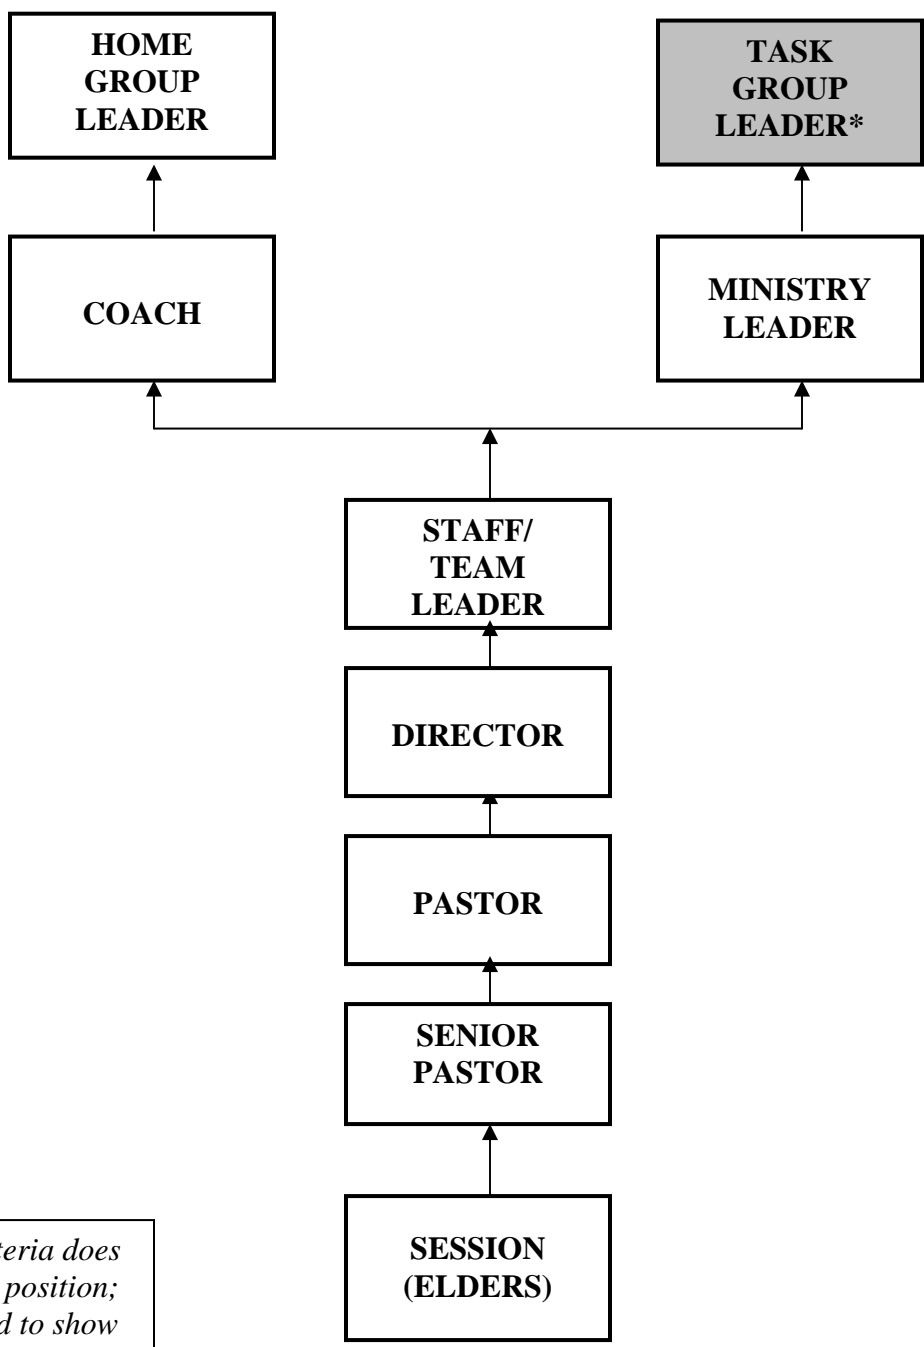 HOME
GROUP
LEADER
TASK
GROUP
LEADER*
COACH
MINISTRY
LEADER
STAFF/
TEAM
LEADER
DIRECTOR
PASTOR
SENIOR
PASTOR
SESSION
(ELDERS)
does
position;
to show